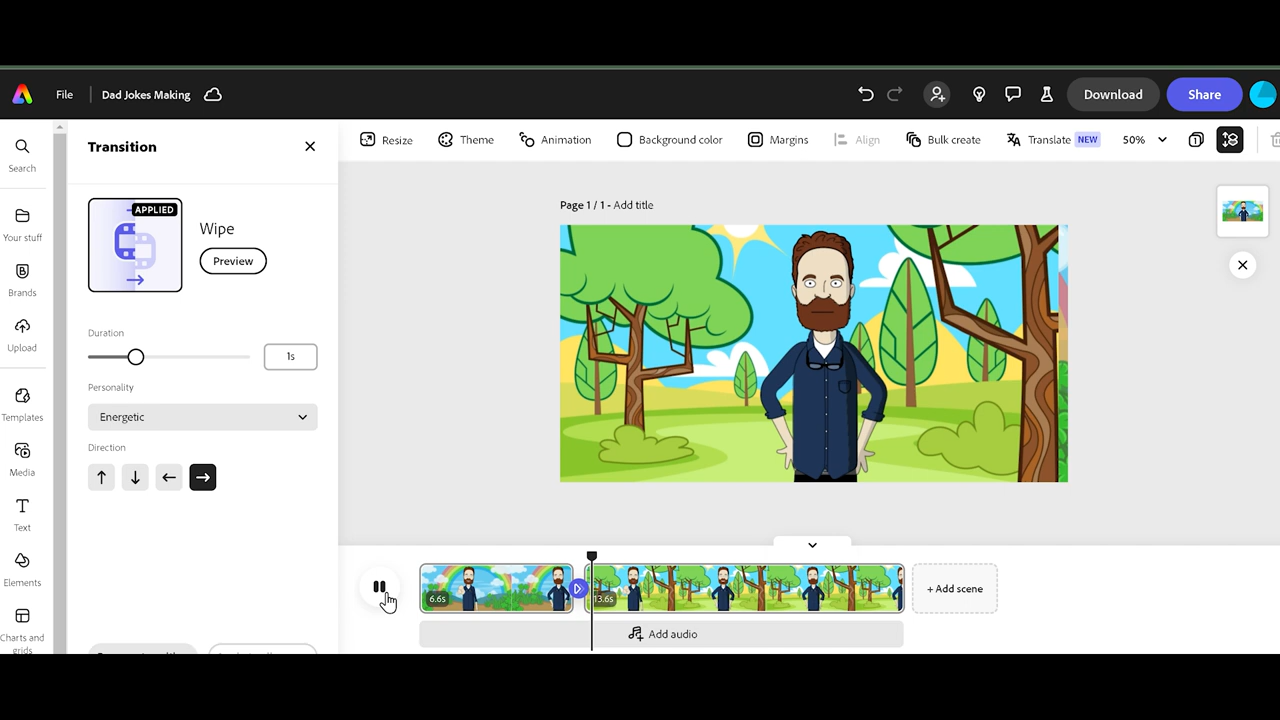 File
Dad Jokes Making
Download
Share
Search
Your stuff
Brands
Upload
Templates
Media
Text
Elements
Charts and
grids
Transition
APPLIED
Wipe
Preview
Duration
1s
Personality
Energetic
Direction
Resize
Theme
Animation
Background color
Margins
Align
Bulk create
Translate NEW
50%
Page 1 / 1 - Add title
6.6s
13.6s
+ Add scene
Add audio